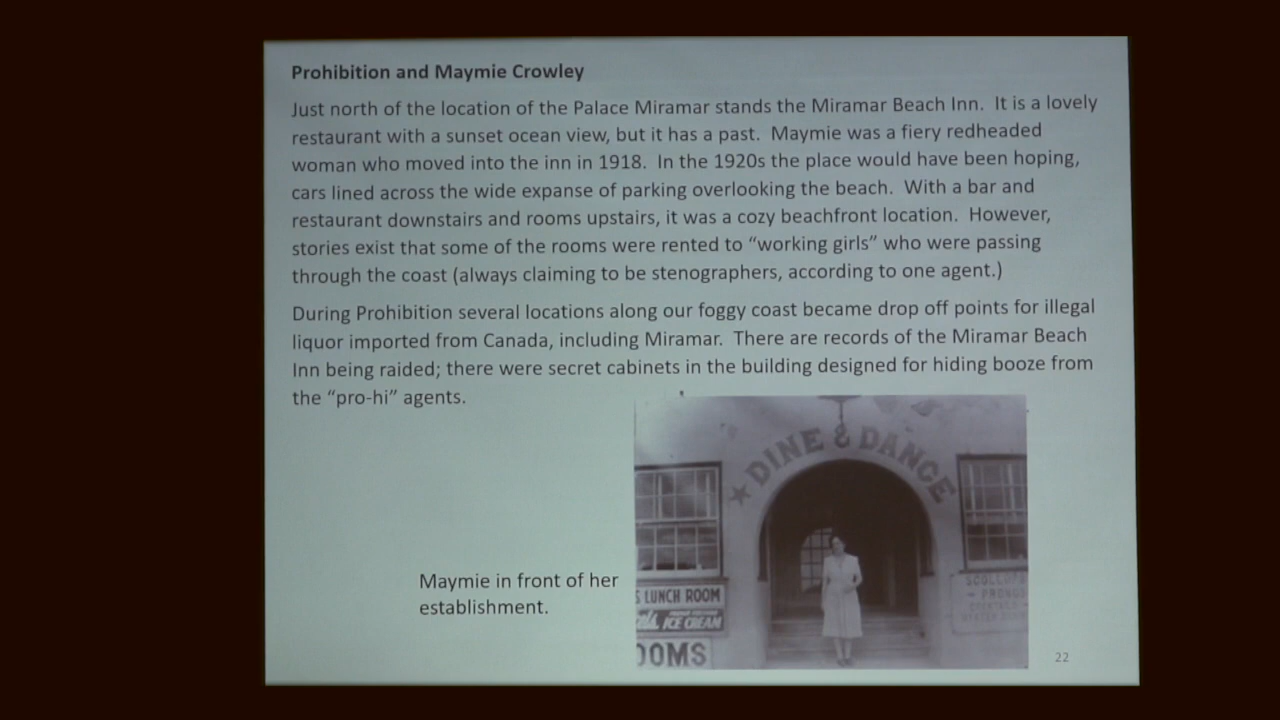 Prohibition and Maymie Crowley
Just north of the location of the Palace Miramar stands the Miramar Beach Inn.  It is a lovely
restaurant with a sunset ocean view, but it has a past.  Maymie was a fiery redheaded
woman who moved into the inn in 1918.  In the 1920s the place would have been hoping,
cars lined across the wide expanse of parking overlooking the beach.  With a bar and
restaurant downstairs and rooms upstairs, it was a cozy beachfront location.  However,
stories exist that some of the rooms were rented to “working girls” who were passing
through the coast (always claiming to be stenographers, according to one agent.)
During Prohibition several locations along our foggy coast became drop off points for illegal
liquor imported from Canada, including Miramar.  There are records of the Miramar Beach
Inn being raided; there were secret cabinets in the building designed for hiding booze from
the “pro-hi” agents.
DINE & DANCE
Maymie in front of her
establishment.
S LUNCH ROOM
ICE CREAM
OOMS
SCOLLOPS
PRONGS
22